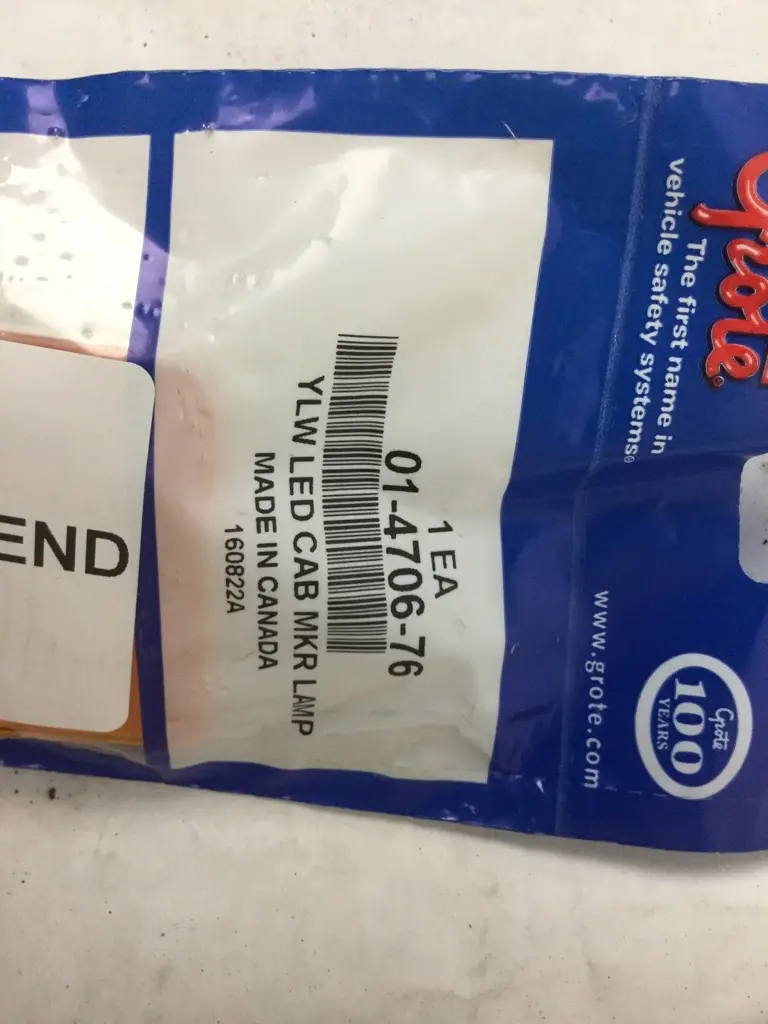 Grote®
The first name in
vehicle safety systems®
www.grote.com
Grote
100
YEARS
1 EA
01-4706-76
YLW LED CAB MKR LAMP
MADE IN CANADA
160822A
END